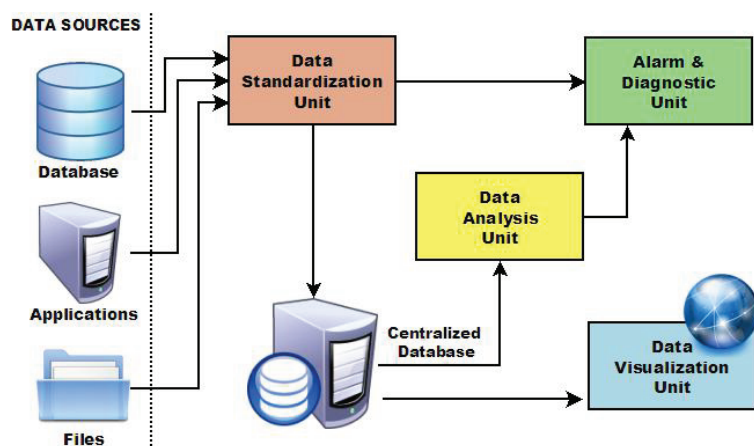 DATA SOURCES
Database
Applications
Files
Data
Standardization
Unit
Alarm &
Diagnostic
Unit
Data
Analysis
Unit
Centralized
Database
Data
Visualization
Unit